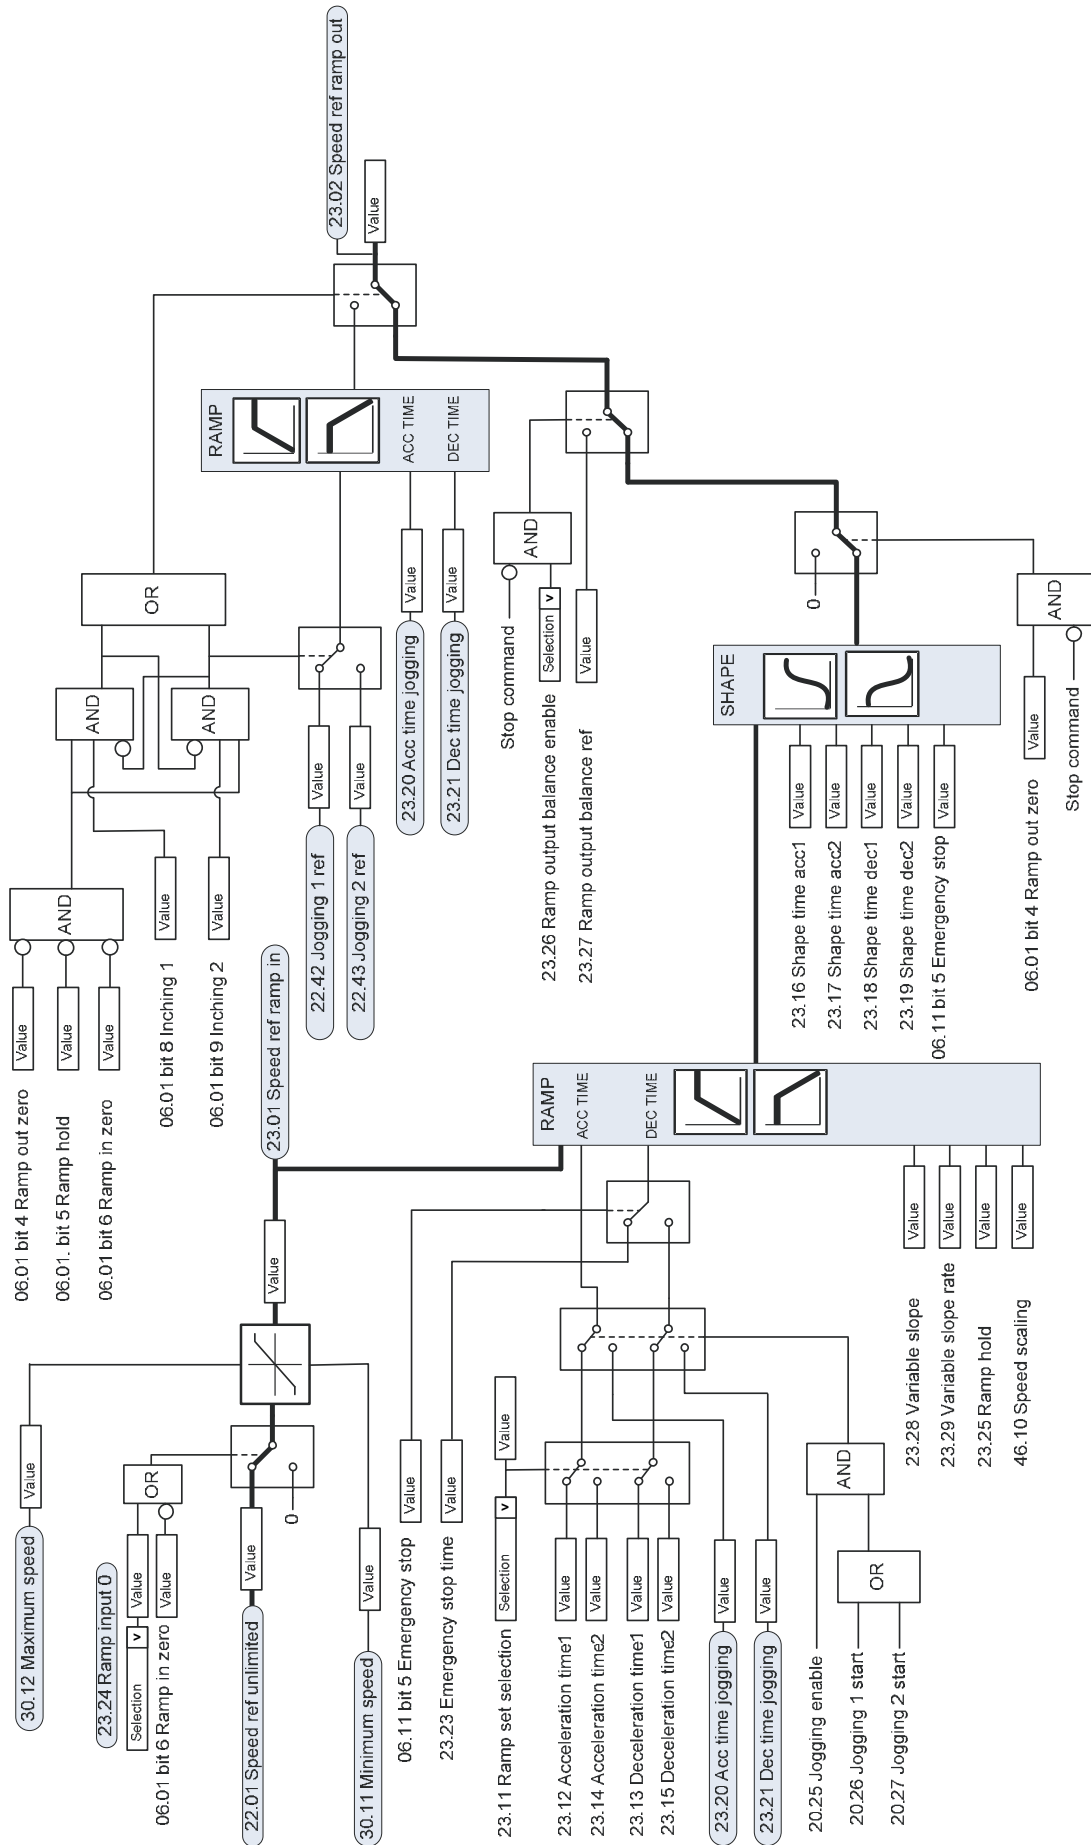 30.12 Maximum speed
Value
23.24 Ramp input 0
Selection
v
Value
06.01 bit 6 Ramp in zero
Value
OR
22.01 Speed ref unlimited
Value
0
30.11 Minimum speed
Value
Value
23.01 Speed ref ramp in
06.01 bit 4 Ramp out zero
Value
06.01. bit 5 Ramp hold
Value
06.01 bit 6 Ramp in zero
Value
AND
06.01 bit 8 Inching 1
Value
06.01 bit 9 Inching 2
Value
AND
AND
OR
22.42 Jogging 1 ref
Value
22.43 Jogging 2 ref
Value
23.20 Acc time jogging
Value
23.21 Dec time jogging
Value
RAMP
ACC TIME
DEC TIME
23.02 Speed ref ramp out
Value
06.11 bit 5 Emergency stop
Value
23.23 Emergency stop time
Value
23.11 Ramp set selection
Selection
v
Value
23.12 Acceleration time1
Value
23.14 Acceleration time2
Value
23.13 Deceleration time1
Value
23.15 Deceleration time2
Value
23.20 Acc time jogging
Value
23.21 Dec time jogging
Value
20.25 Jogging enable
20.26 Jogging 1 start
20.27 Jogging 2 start
OR
AND
RAMP
ACC TIME
DEC TIME
23.28 Variable slope
Value
23.29 Variable slope rate
Value
23.25 Ramp hold
Value
46.10 Speed scaling
Value
Stop command
AND
23.26 Ramp output balance enable
Selection
v
23.27 Ramp output balance ref
Value
SHAPE
23.16 Shape time acc1
Value
23.17 Shape time acc2
Value
23.18 Shape time dec1
Value
23.19 Shape time dec2
Value
06.11 bit 5 Emergency stop
Value
0
06.01 bit 4 Ramp out zero
Value
Stop command
AND